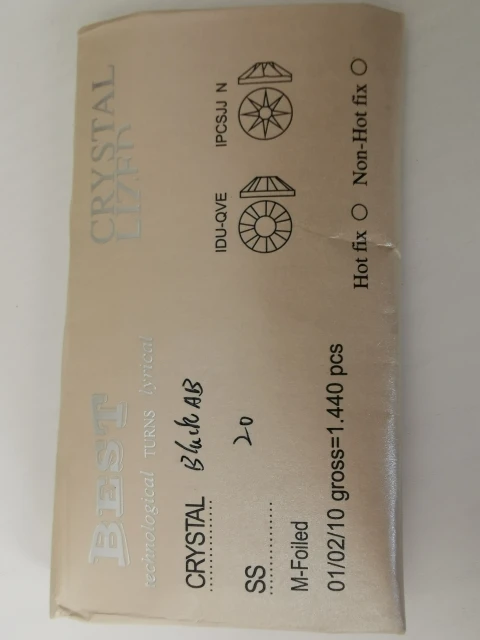 BEST
technological TURNS lyrical
CRYSTAL
LIZED
CRYSTAL Black AB
SS 20
M-Foiled
01/02/10 gross=1.440 pcs
IDU-QVE
IPCSJJ N
Hot fix
Non-Hot fix